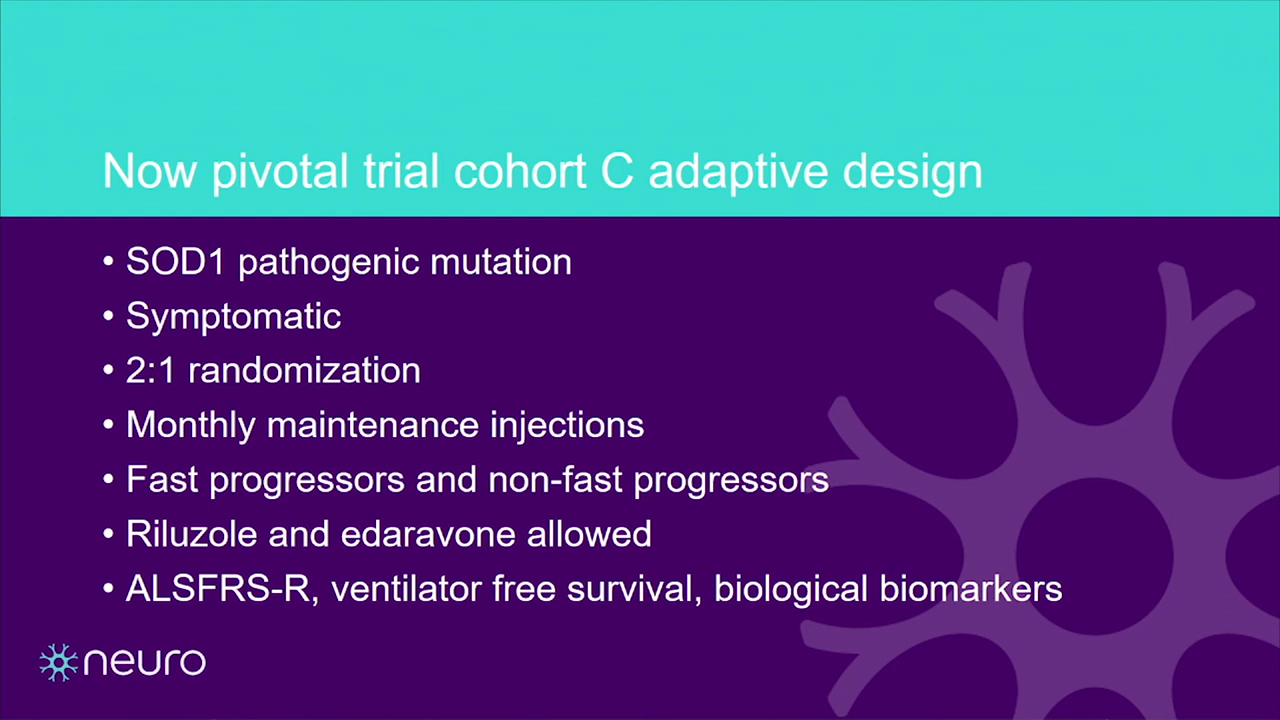 Now pivotal trial cohort C adaptive design
• SOD1 pathogenic mutation
• Symptomatic
• 2:1 randomization
• Monthly maintenance injections
• Fast progressors and non-fast progressors
• Riluzole and edaravone allowed
• ALSFRS-R, ventilator free survival, biological biomarkers
neuro